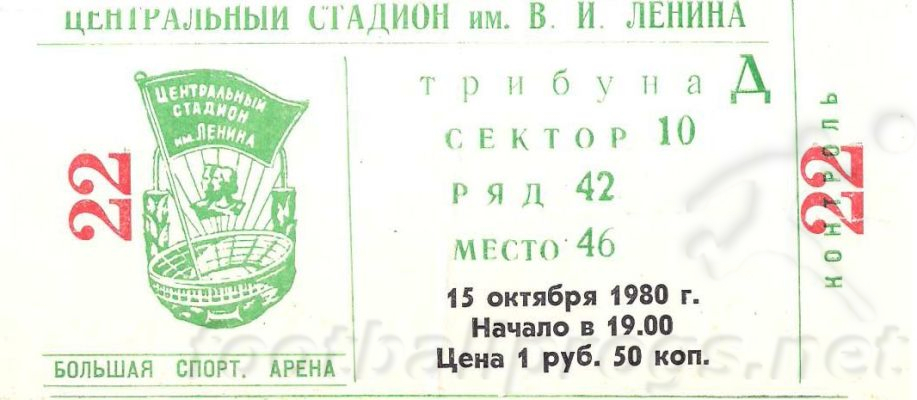 ЦЕНТРАЛЬНЫЙ СТАДИОН им. В. И. ЛЕНИНА
ЦЕНТРАЛЬНЫЙ
СТАДИОН
им. ЛЕНИНА
22
БОЛЬШАЯ СПОРТ. АРЕНА
трибуна Д
СЕКТОР 10
РЯД 42
МЕСТО 46
15 октября 1980 г.
Начало в 19.00
Цена 1 руб. 50 коп.
КОНТРОЛЬ
22
footballprogs.net